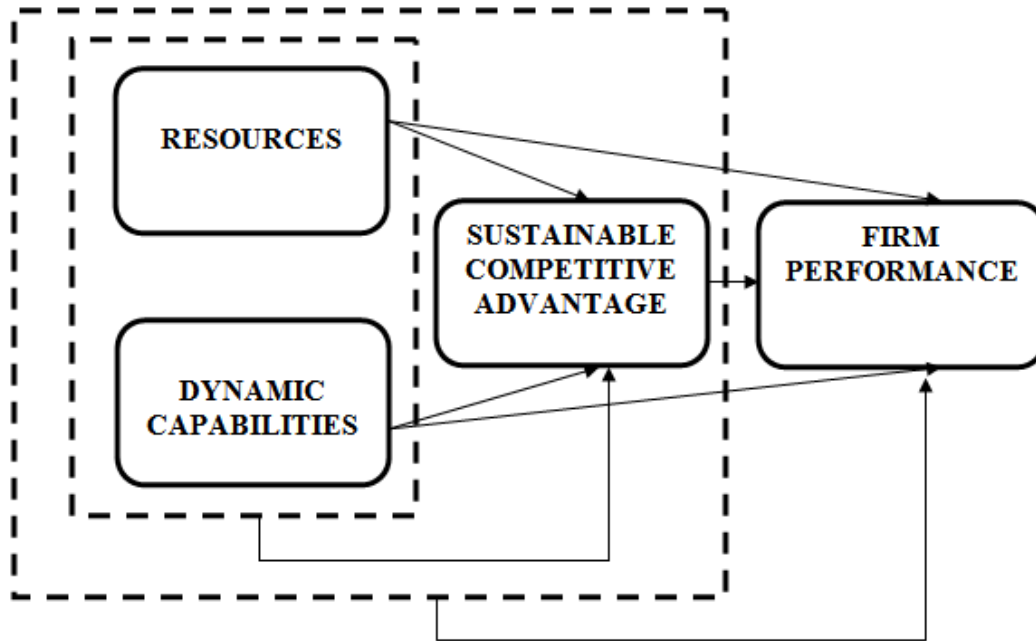 RESOURCES
SUSTAINABLE
COMPETITIVE
ADVANTAGE
FIRM
PERFORMANCE
DYNAMIC
CAPABILITIES